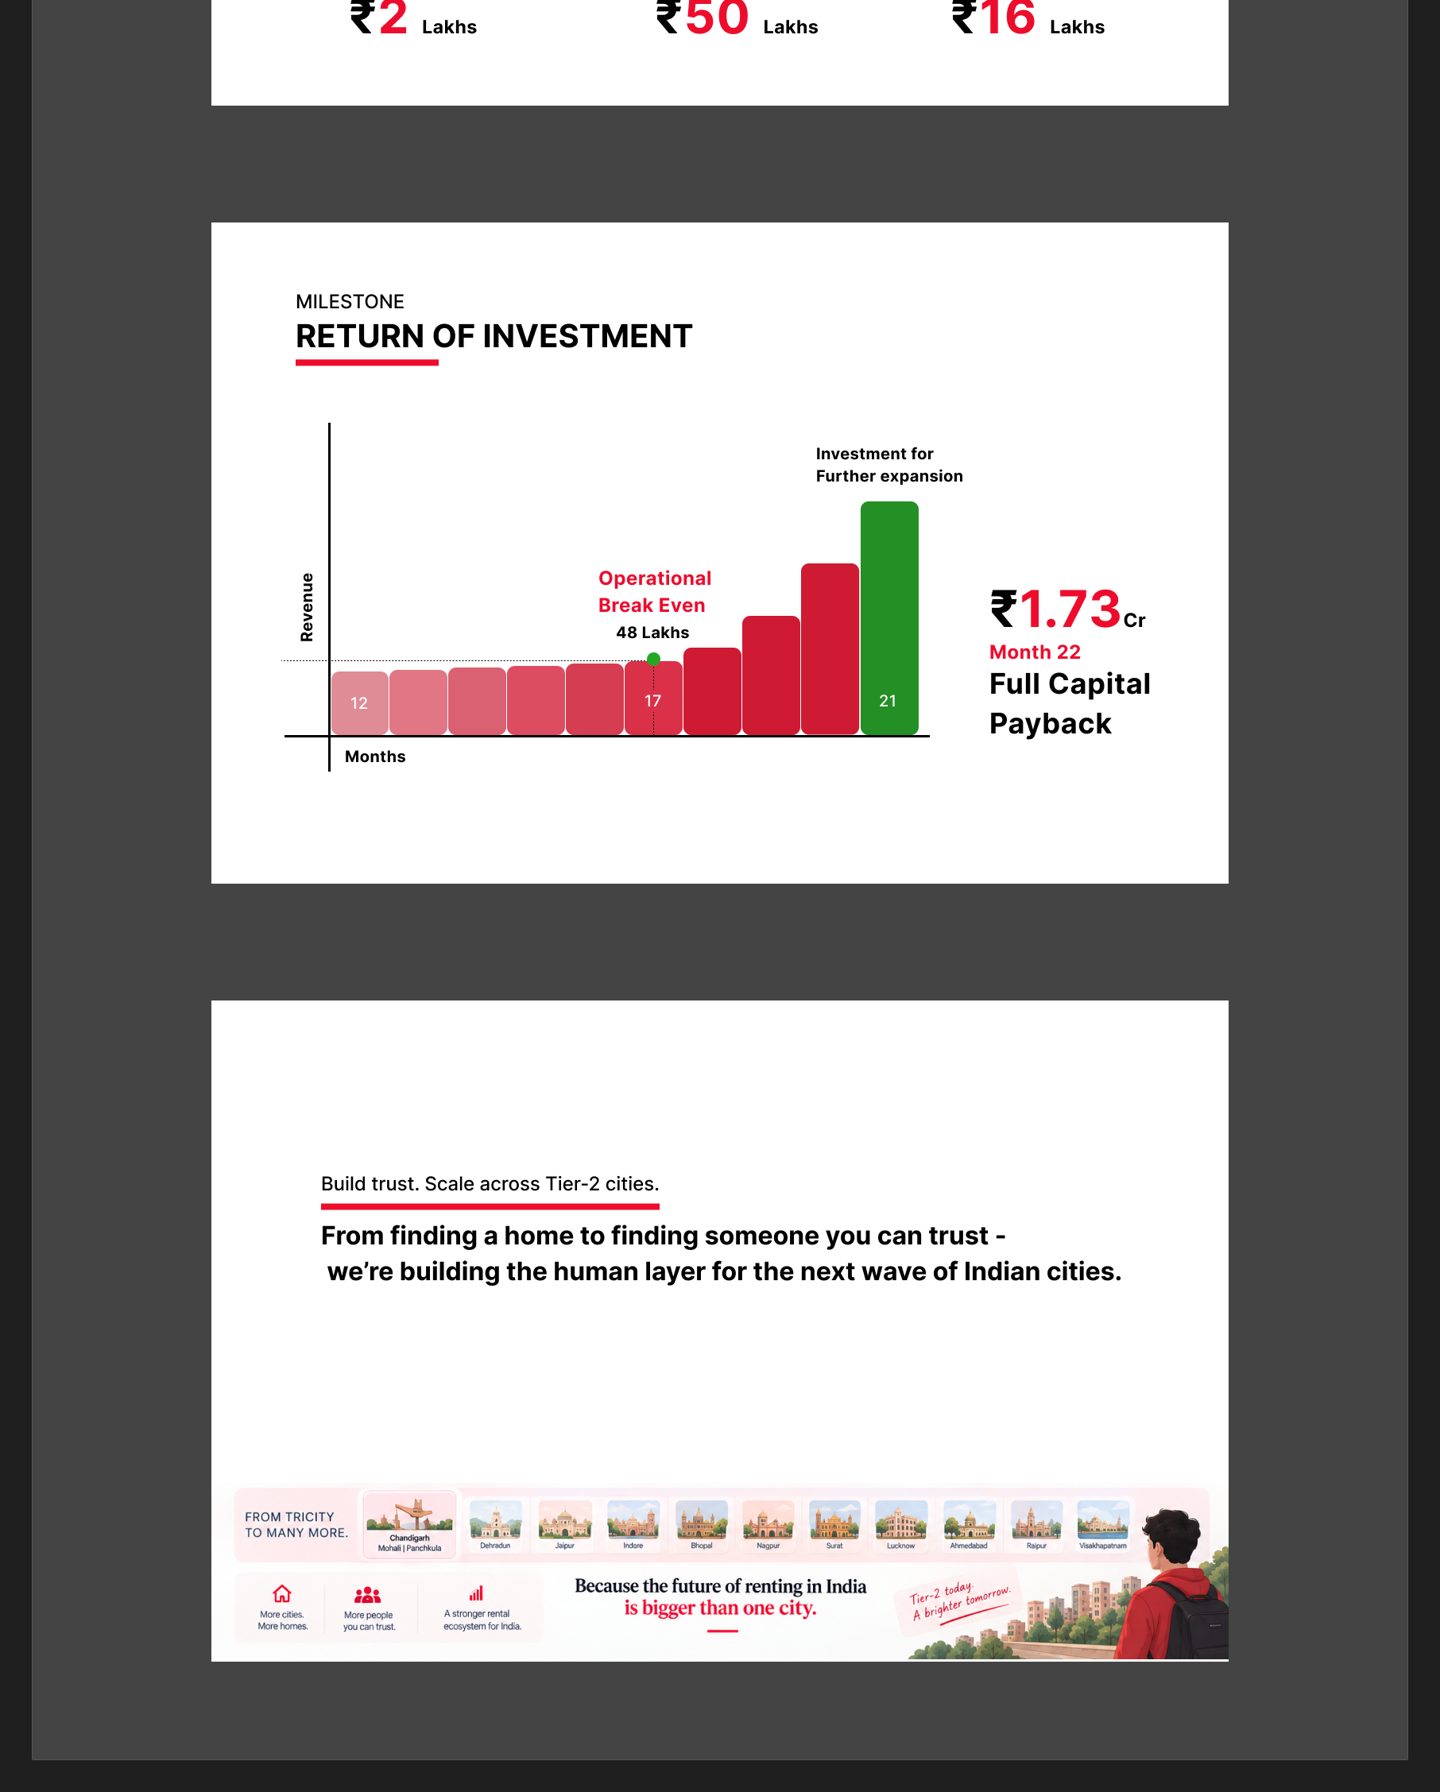 ₹2 Lakhs
₹50 Lakhs
₹16 Lakhs
MILESTONE
RETURN OF INVESTMENT
Investment for
Further expansion
Operational
Break Even
48 Lakhs
Revenue
12
17
21
Months
₹1.73Cr
Month 22
Full Capital
Payback
Build trust. Scale across Tier-2 cities.
From finding a home to finding someone you can trust -
we’re building the human layer for the next wave of Indian cities.
FROM TRICITY
TO MANY MORE.
Chandigarh
Mohali | Panchkula
Dehradun
Jaipur
Indore
Bhopal
Nagpur
Surat
Lucknow
Ahmedabad
Raipur
Visakhapatnam
More cities.
More homes.
More people
you can trust.
A stronger rental
ecosystem for India.
Because the future of renting in India
is bigger than one city.
Tier-2 today.
A brighter tomorrow.